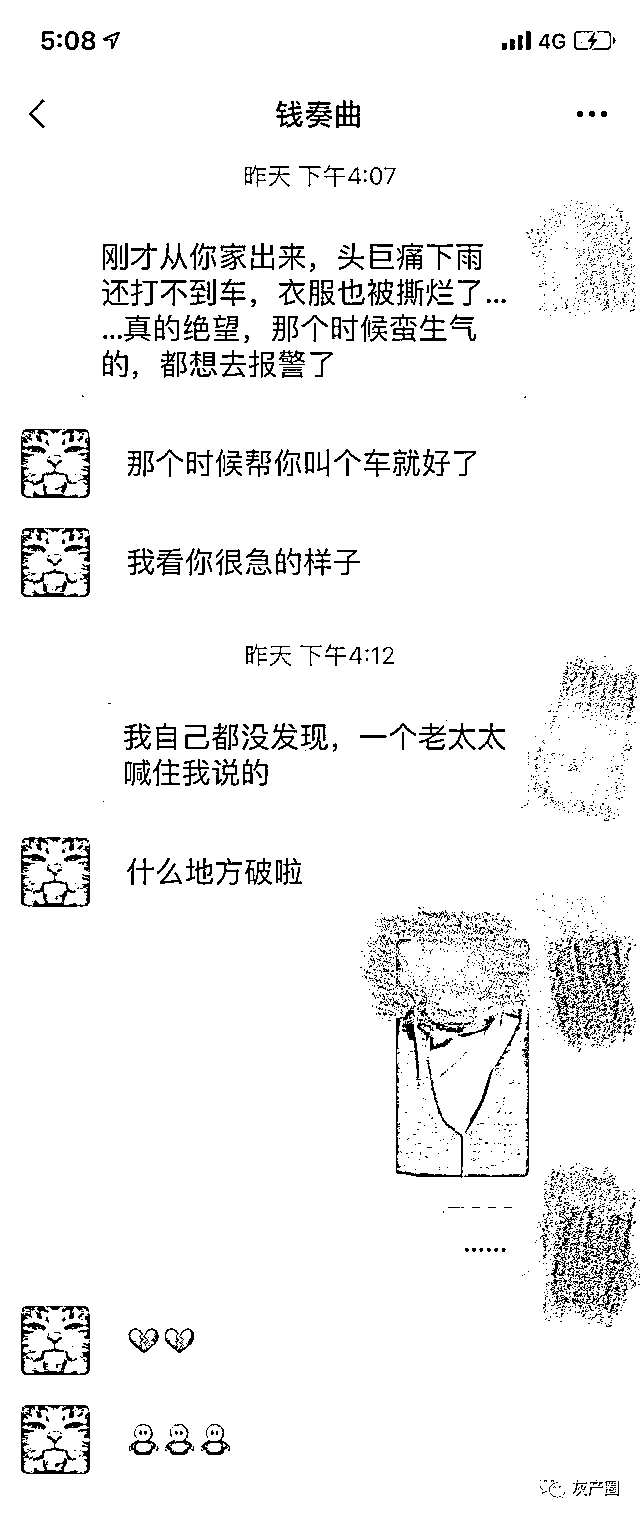 5:08
4G
钱奏曲
昨天 下午4:07
刚才从你家出来，头巨痛下雨
还打不到车，衣服也被撕烂了...
...真的绝望，那个时候蛮生气
的，都想去报警了
那个时候帮你叫个车就好了
我看你很急的样子
昨天 下午4:12
我自己都没发现，一个老太太
喊住我说的
什么地方破啦
......
灰产圈